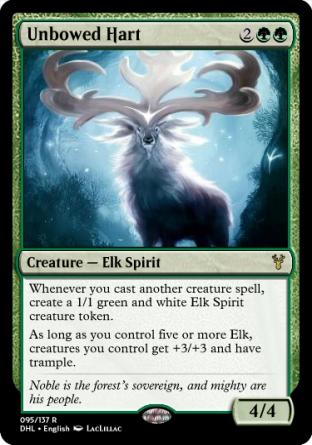 Unbowed Hart 2
Creature — Elk Spirit
Whenever you cast another creature spell,
create a 1/1 green and white Elk Spirit
creature token.
As long as you control five or more Elk,
creatures you control get +3/+3 and have
trample.
Noble is the forest's sovereign, and mighty are
his people.
4/4
095/137 R
DHL • English LacLillac